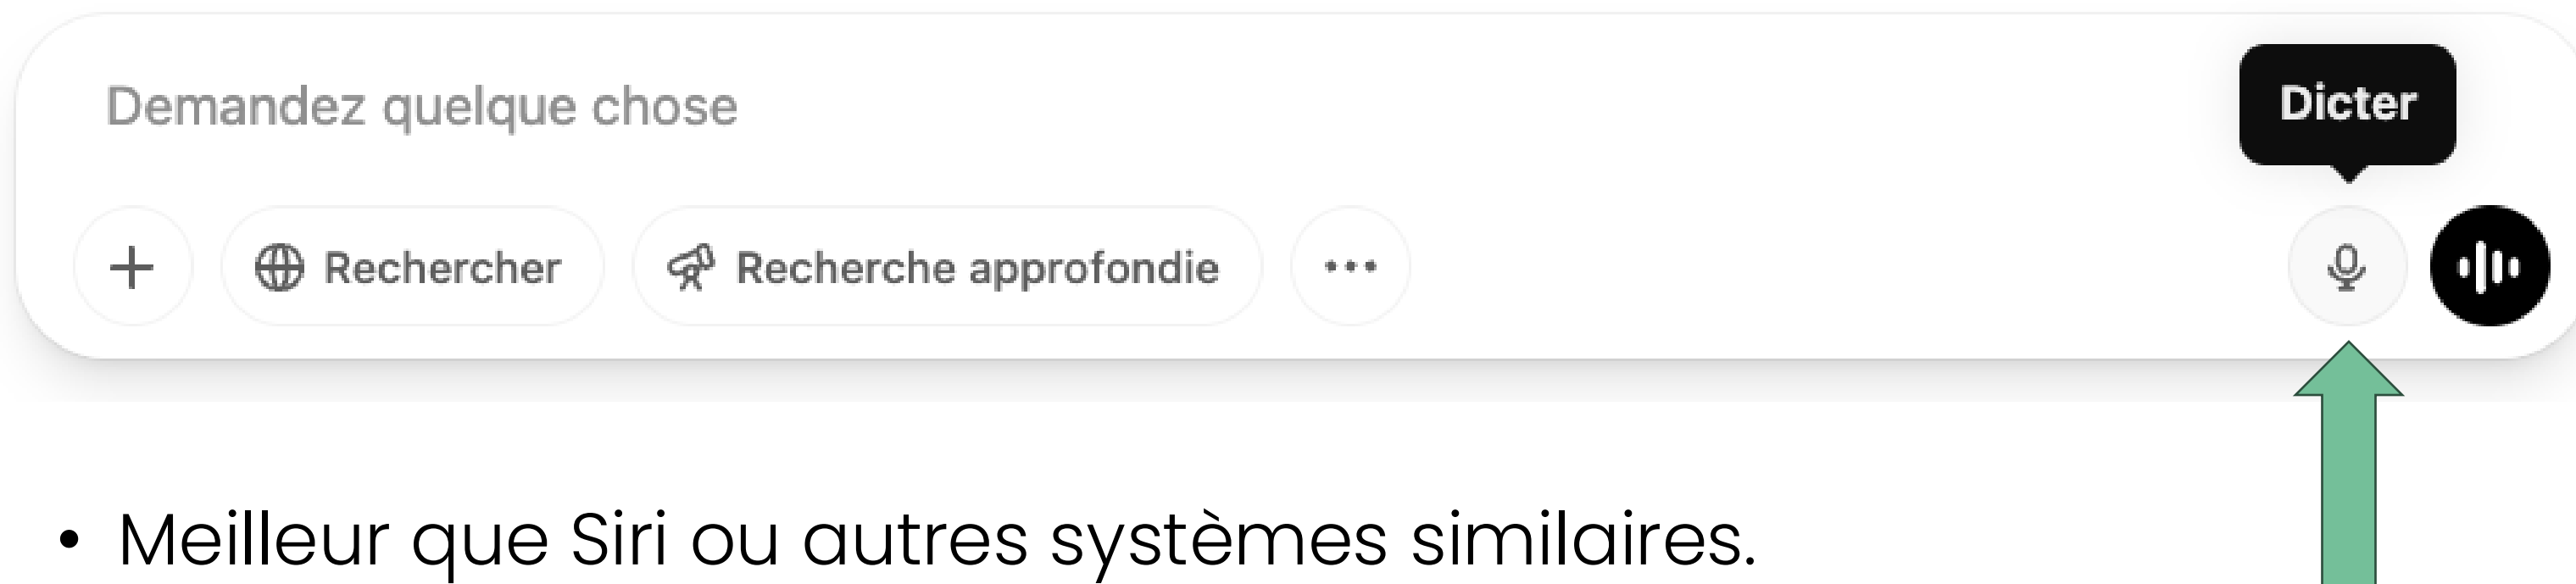 Demandez quelque chose
Dicter
Rechercher
Recherche approfondie
• Meilleur que Siri ou autres systèmes similaires.